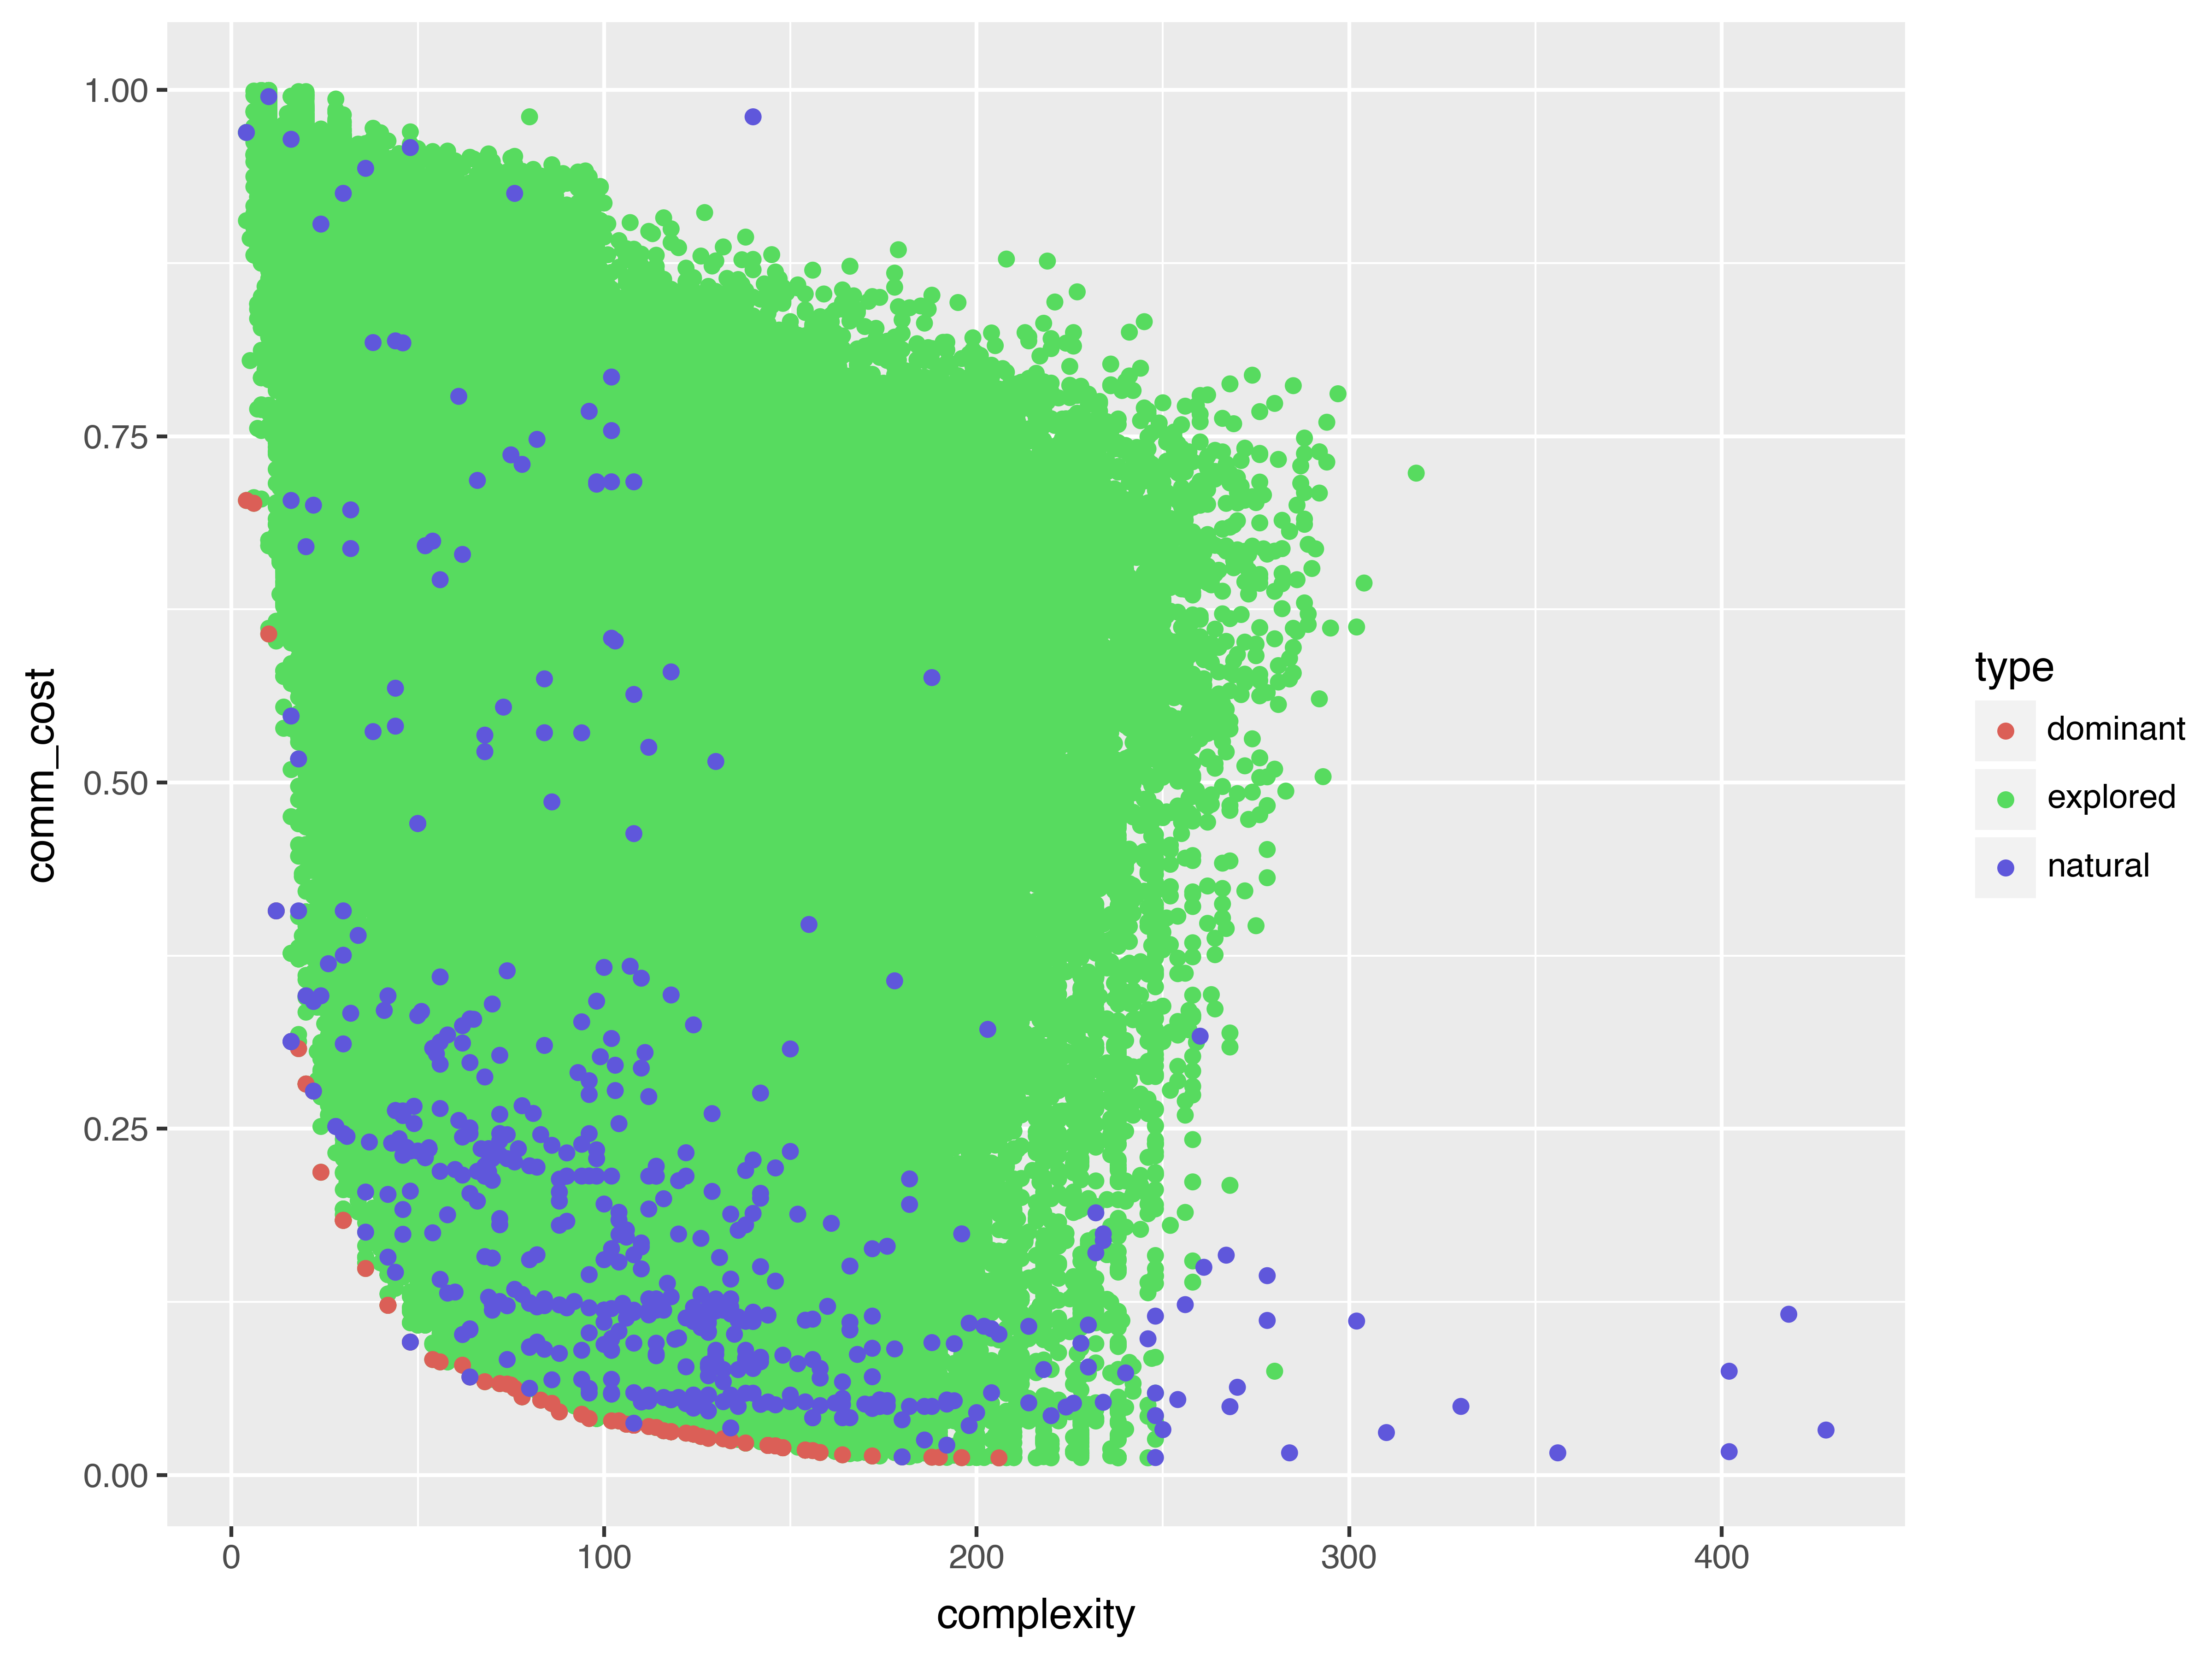 1.00
0.75
0.50
0.25
0.00
comm_cost
0 100 200 300 400
complexity
type
dominant
explored
natural